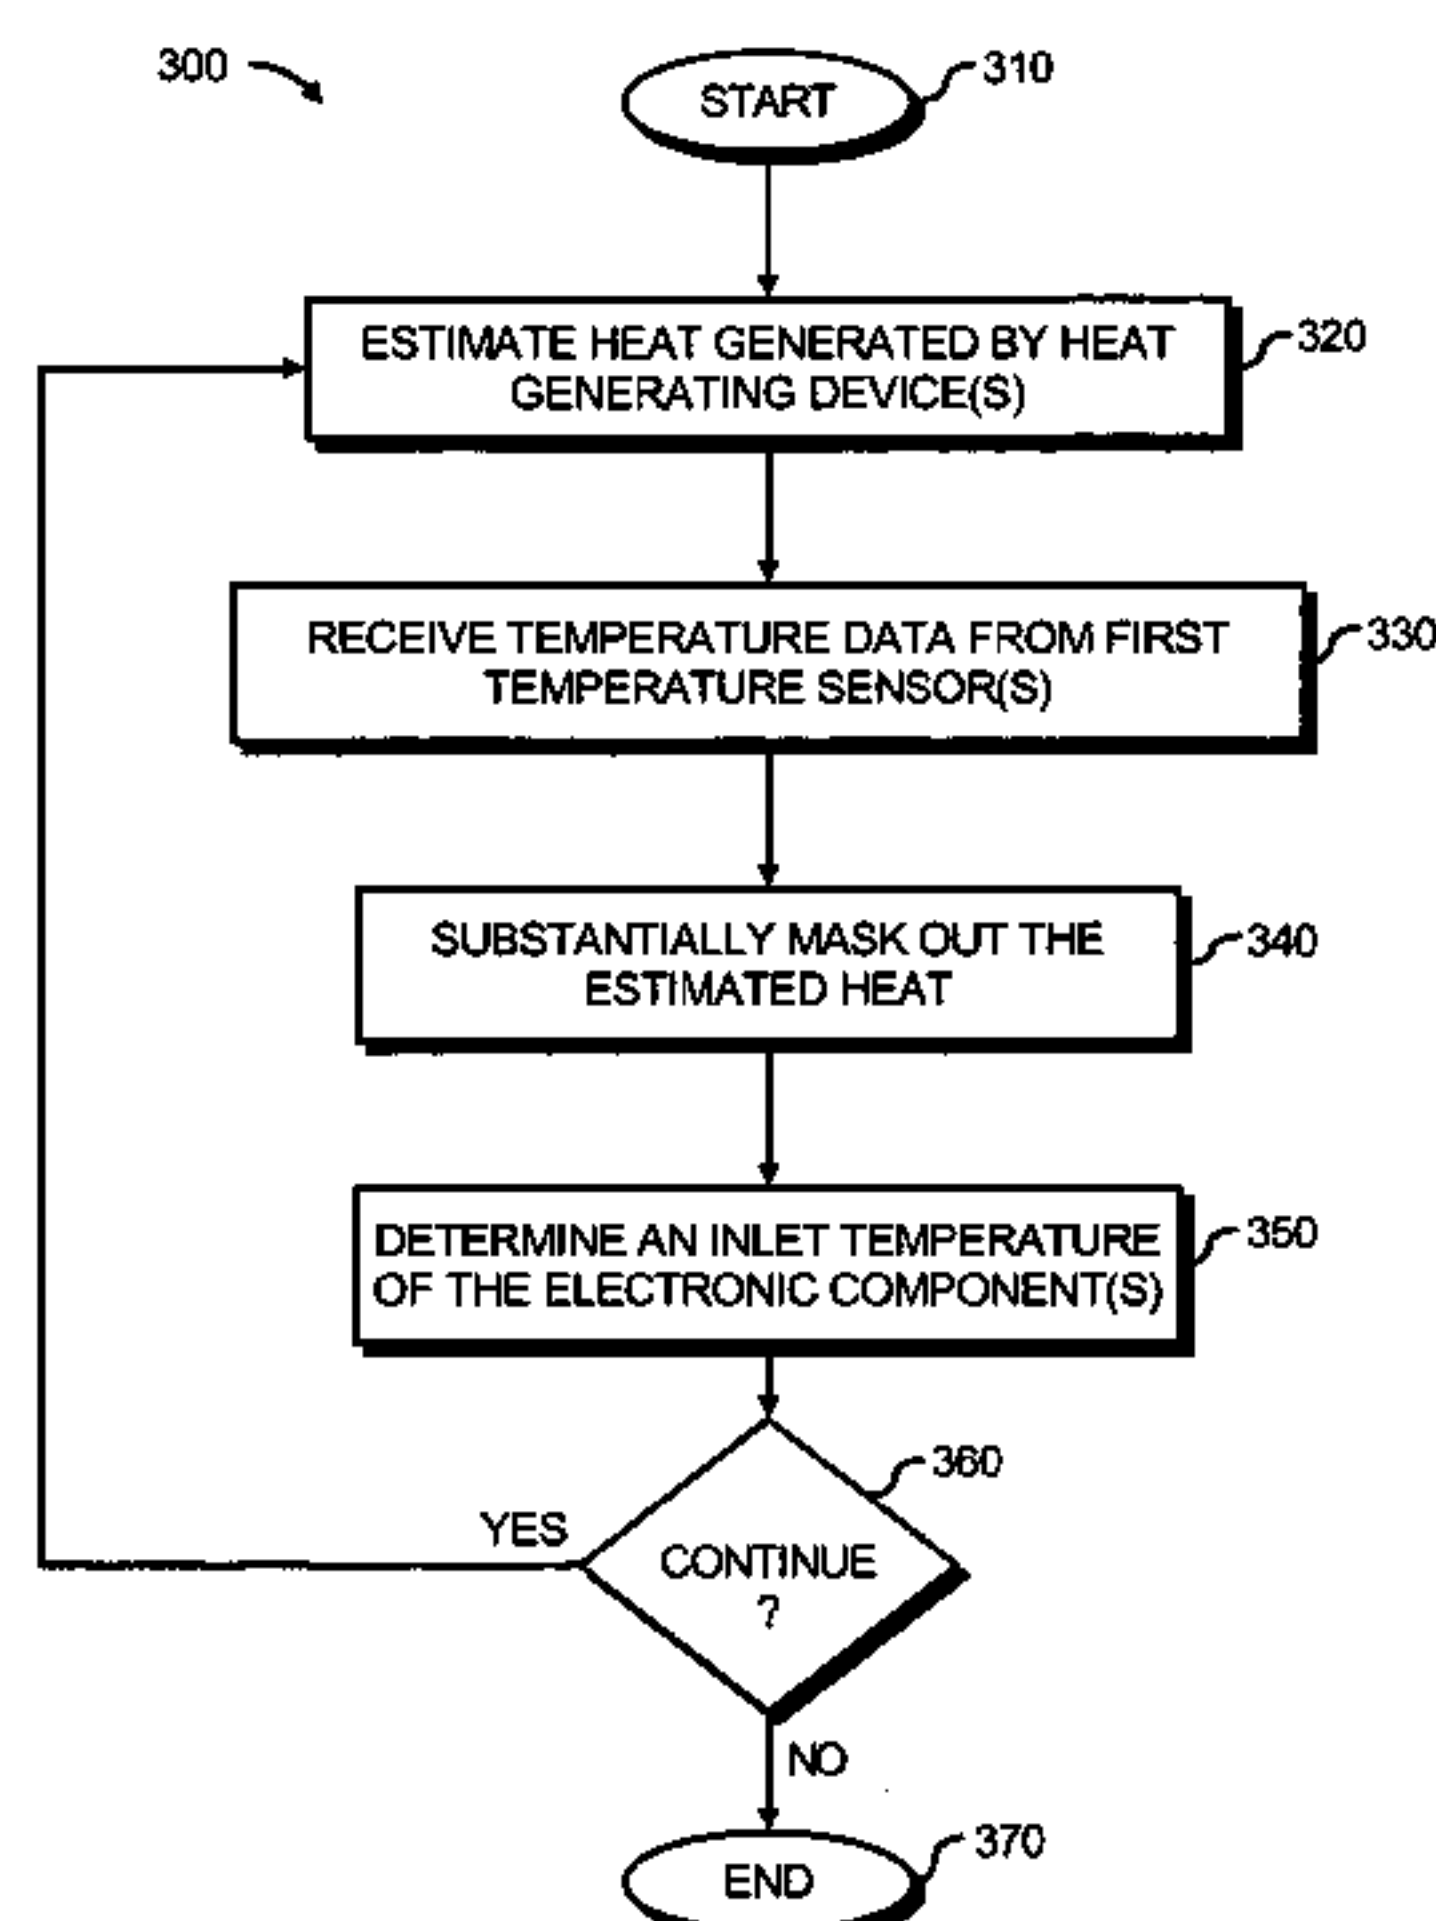 300
START
310
ESTIMATE HEAT GENERATED BY HEAT
GENERATING DEVICE(S)
320
RECEIVE TEMPERATURE DATA FROM FIRST
TEMPERATURE SENSOR(S)
330
SUBSTANTIALLY MASK OUT THE
ESTIMATED HEAT
340
DETERMINE AN INLET TEMPERATURE
OF THE ELECTRONIC COMPONENT(S)
350
360
YES
CONTINUE
?
NO
370
END